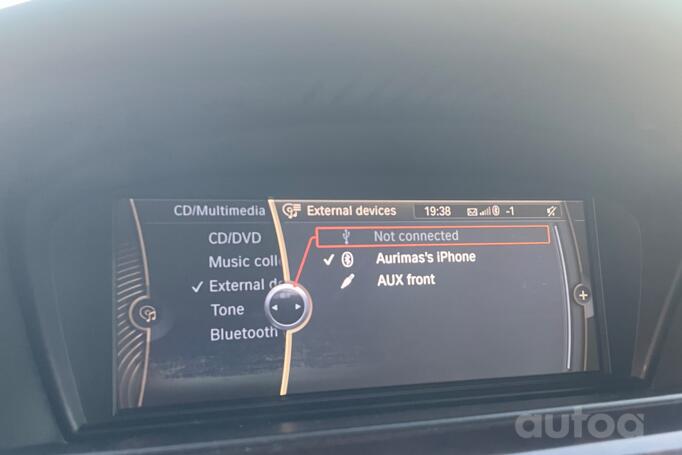 CD/Multimedia
External devices
19:38
-1
CD/DVD
Music coll
External de
Tone
Bluetooth
Not connected
Aurimas's iPhone
AUX front
+
autoa